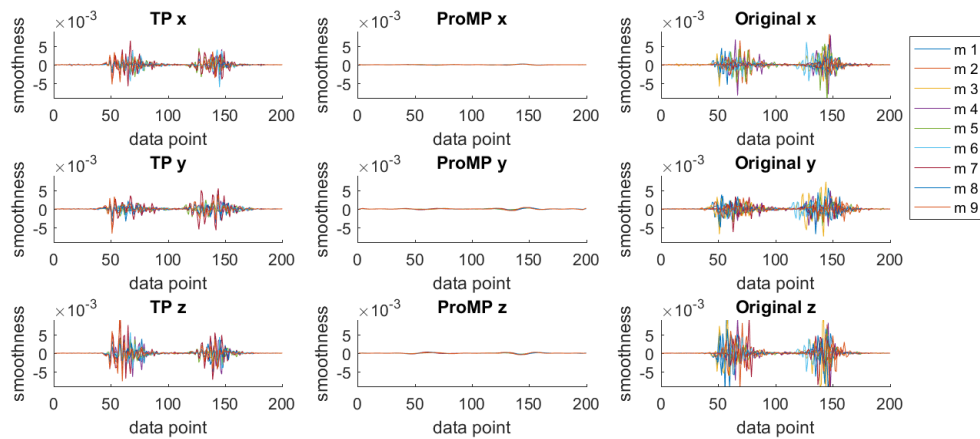 TP x
ProMP x
Original x
×10⁻³
×10⁻³
×10⁻³
smoothness
5
0
-5
0 50 100 150 200
data point
smoothness
5
0
-5
0 50 100 150 200
data point
smoothness
5
0
-5
0 50 100 150 200
data point
TP y
ProMP y
Original y
×10⁻³
×10⁻³
×10⁻³
smoothness
5
0
-5
0 50 100 150 200
data point
smoothness
5
0
-5
0 50 100 150 200
data point
smoothness
5
0
-5
0 50 100 150 200
data point
TP z
ProMP z
Original z
×10⁻³
×10⁻³
×10⁻³
smoothness
5
0
-5
0 50 100 150 200
data point
smoothness
5
0
-5
0 50 100 150 200
data point
smoothness
5
0
-5
0 50 100 150 200
data point
m 1
m 2
m 3
m 4
m 5
m 6
m 7
m 8
m 9